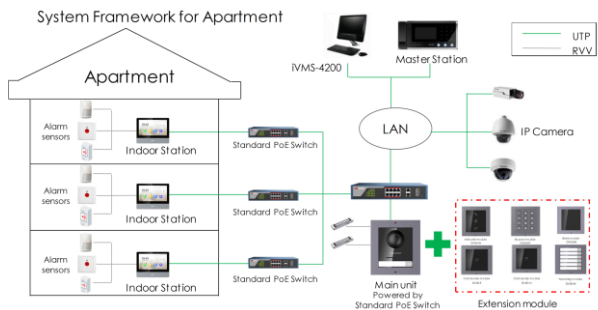 System Framework for Apartment
Apartment
iVMS-4200
Master Station
UTP
RVV
LAN
IP Camera
Alarm
sensors
Indoor Station
Standard PoE Switch
Alarm
sensors
Indoor Station
Standard PoE Switch
Alarm
sensors
Indoor Station
Standard PoE Switch
Main unit
Powered by
Standard PoE Switch
Extension module